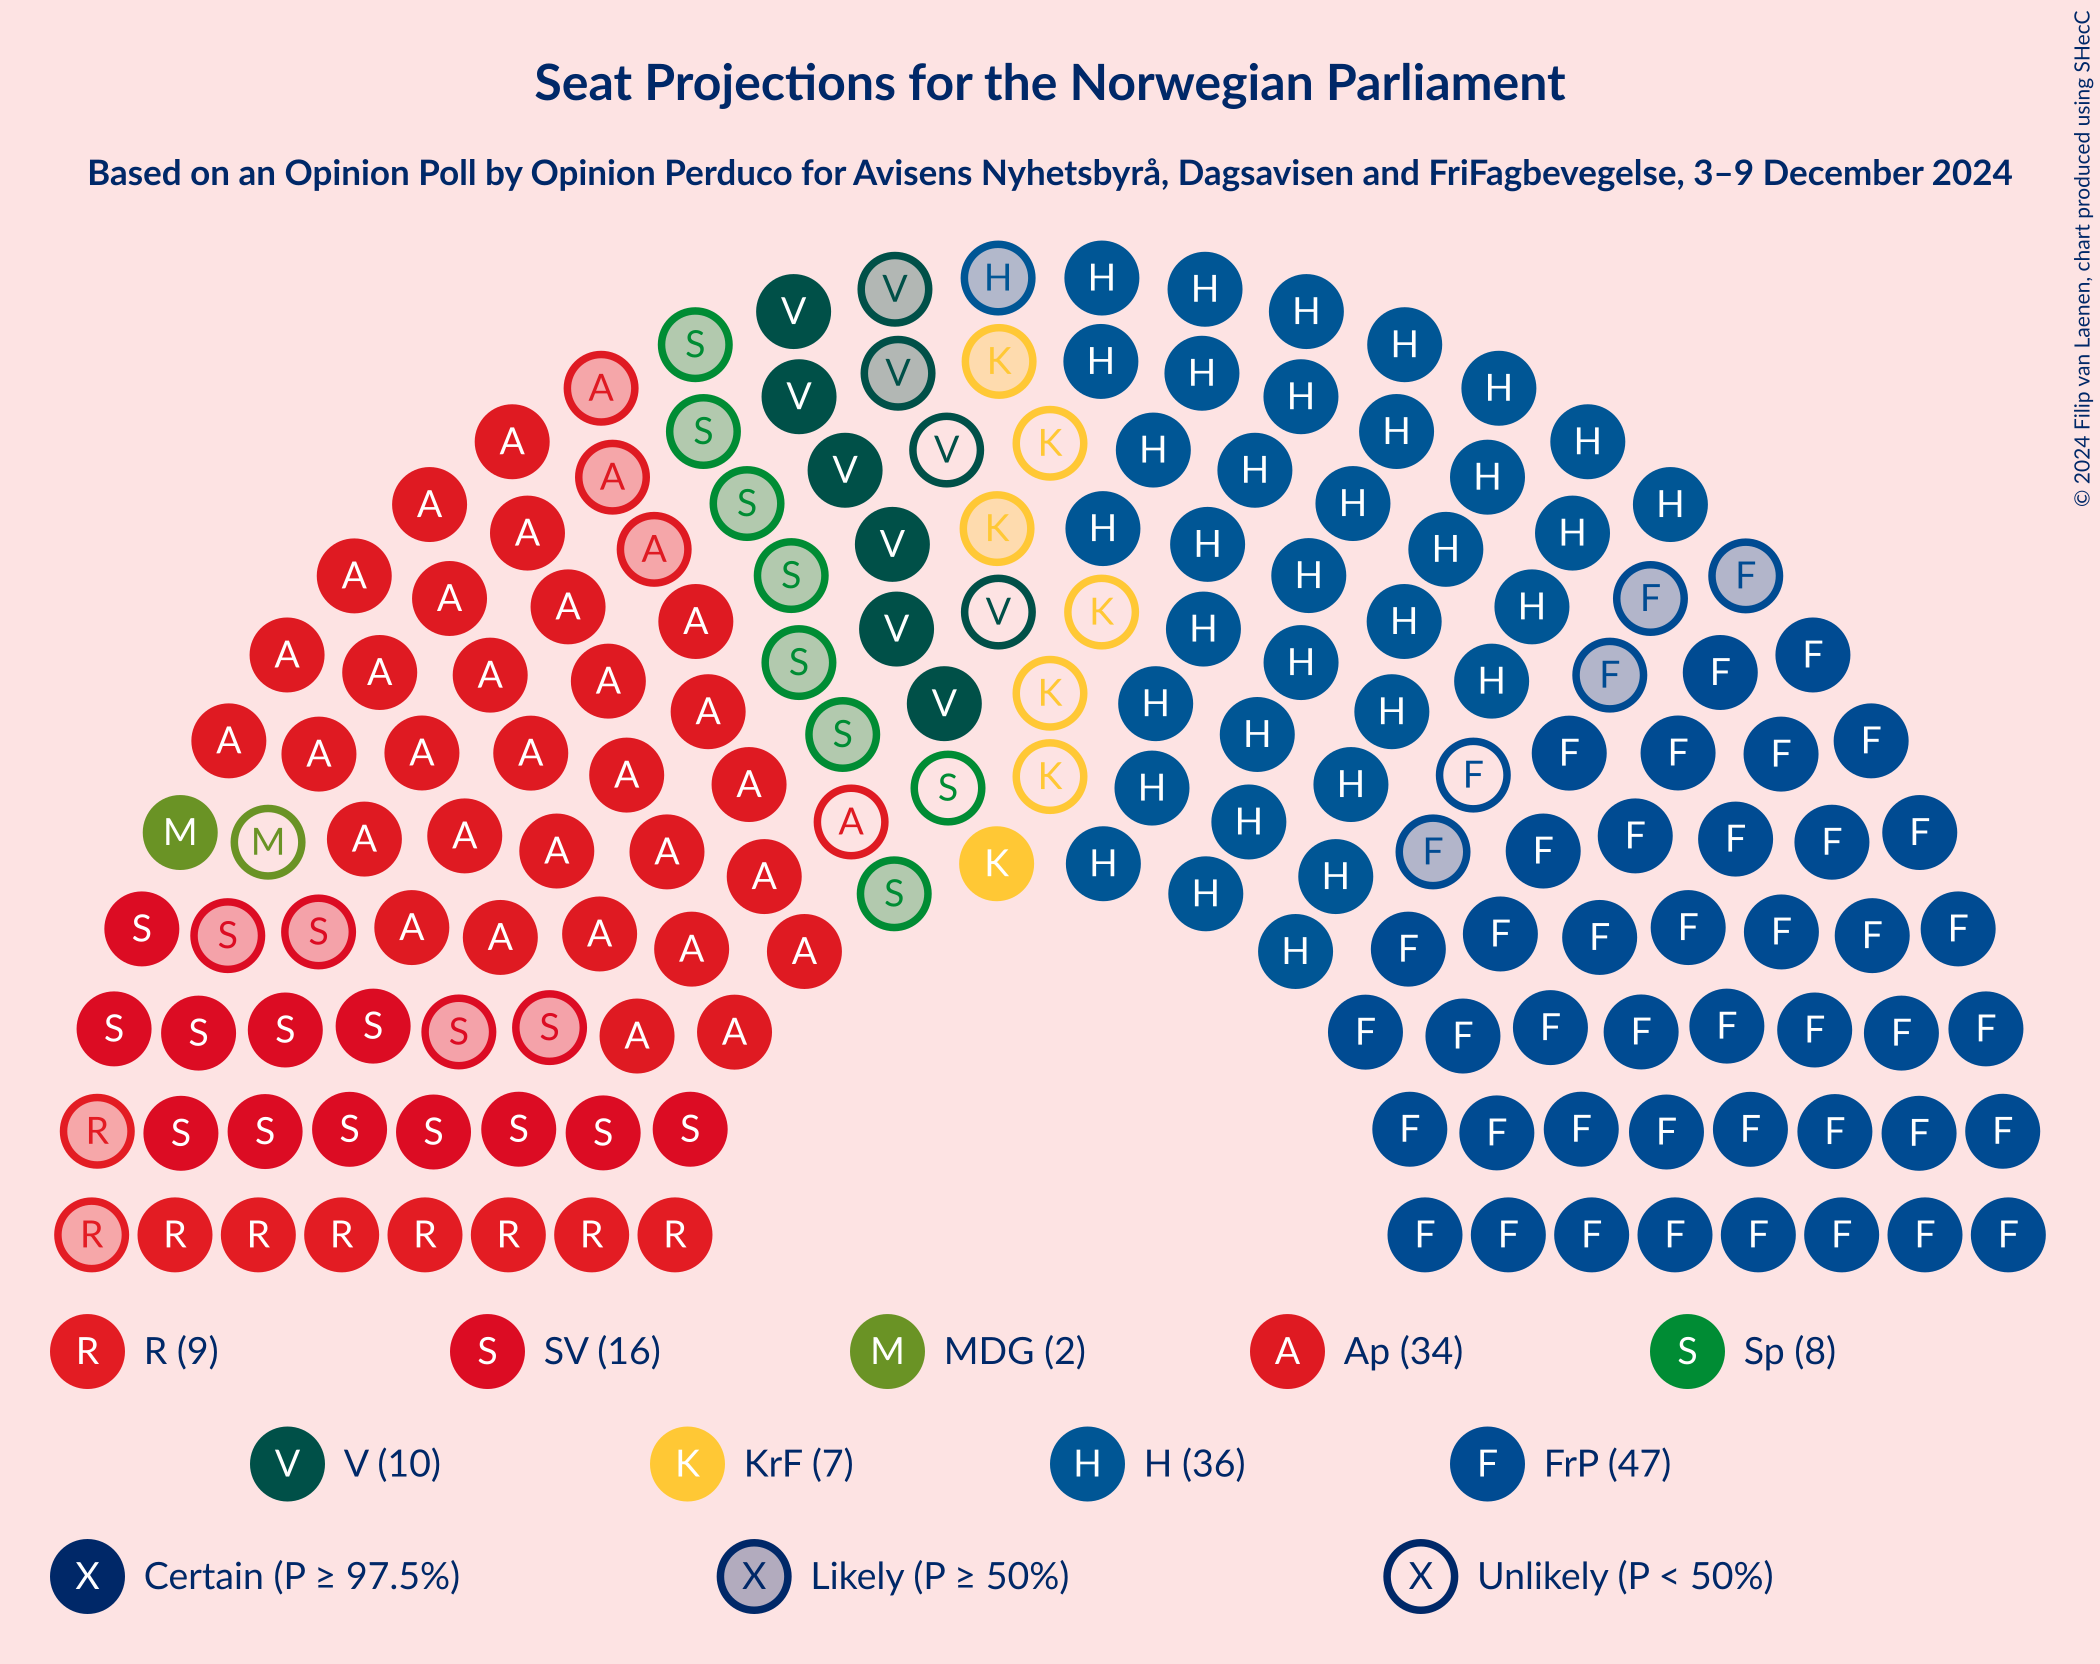 Seat Projections for the Norwegian Parliament
Based on an Opinion Poll by Opinion Perduco for Avisens Nyhetsbyrå, Dagsavisen and FriFagbevegelse, 3–9 December 2024
© 2024 Filip van Laenen, chart produced using SHecC
V H H H
S V H H
A V K H H H
A S V H H H
A V K H H
A S V K H H H H
A A S V H H H H
A A S V K H H H H F
A A A S V V K H H H H H F F
A A A A S K H H H H F F F
A A A A A S V K H H H H F F F F
M M A A A A A A A S S K K H H H H H F F F F F F F
S S S A A A A A H F F F F F F F
S S S S S S A A F F F F F F F F
R S S S S S S S F F F F F F F F
R R R R R R R R F F F F F F F F
R R (9) S SV (16) M MDG (2) A Ap (34) S Sp (8)
V V (10) K KrF (7) H H (36) F FrP (47)
X Certain (P ≥ 97.5%) X Likely (P ≥ 50%) X Unlikely (P < 50%)